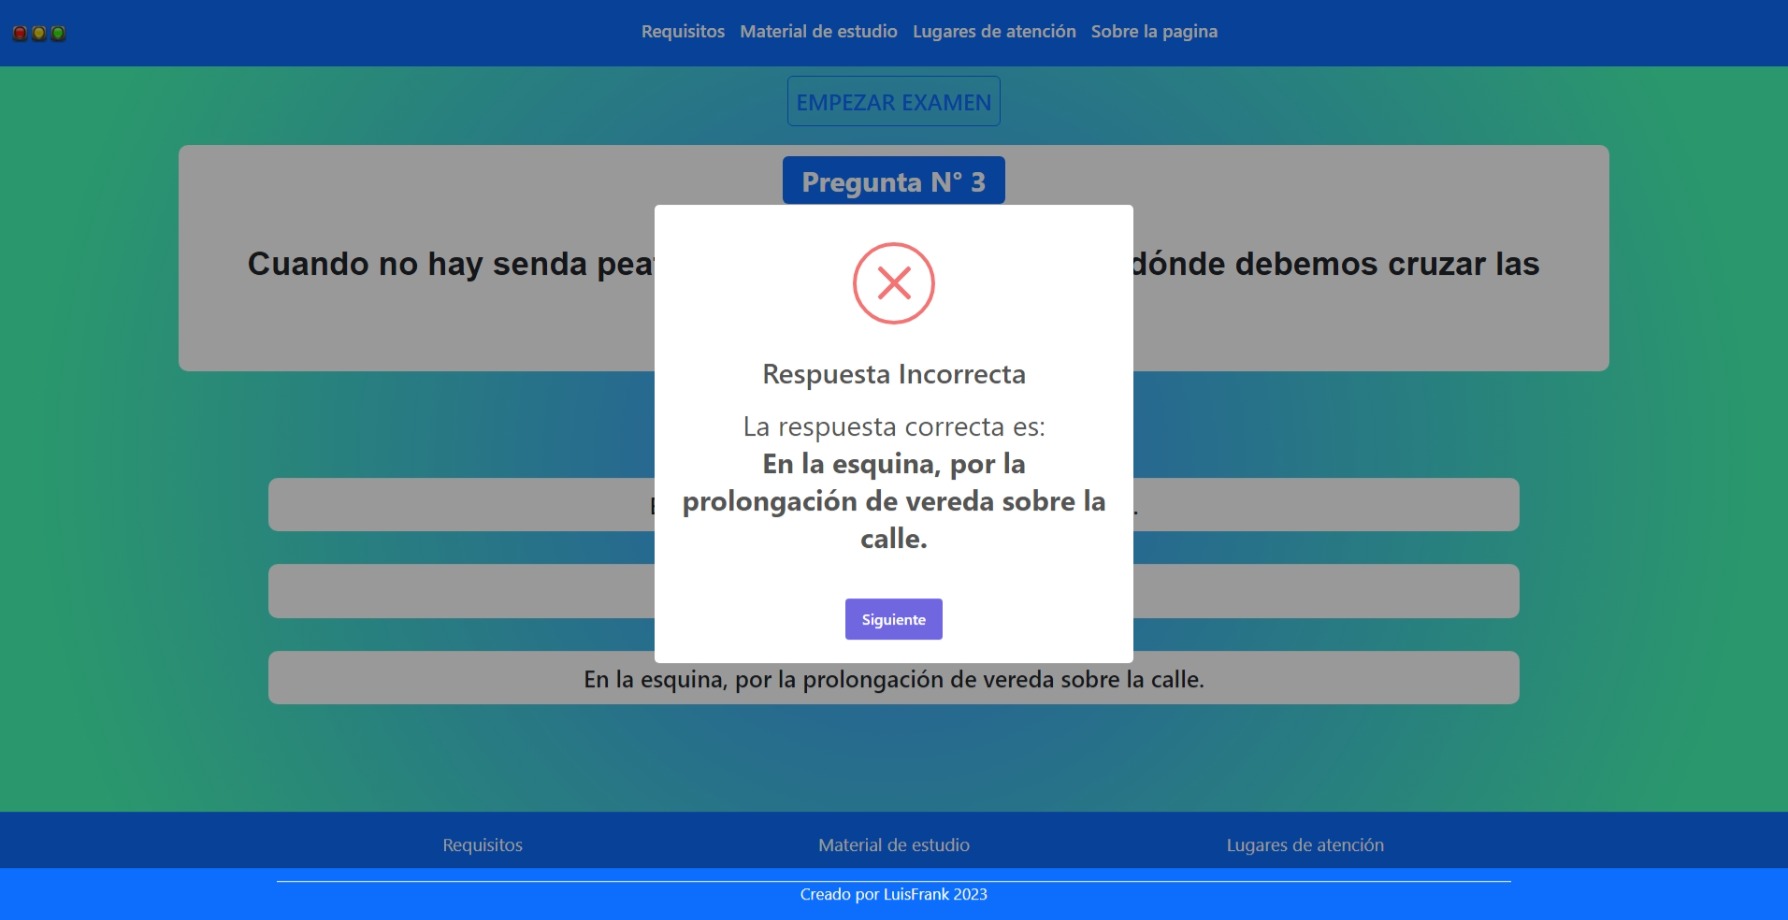 Requisitos Material de estudio Lugares de atención Sobre la pagina
EMPEZAR EXAMEN
Pregunta N° 3
Cuando no hay senda dónde debemos cruzar las
Respuesta Incorrecta
La respuesta correcta es:
En la esquina, por la
prolongación de vereda sobre la
calle.
Siguiente
En la esquina, por la prolongación de vereda sobre la calle.
Requisitos Material de estudio Lugares de atención
Creado por LuisFrank 2023